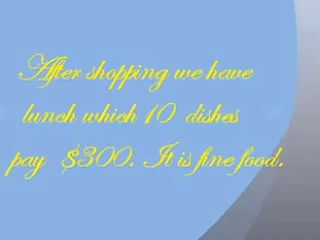 After shopping we have
lunch which 10 dishes
pay $300. It is fine food.